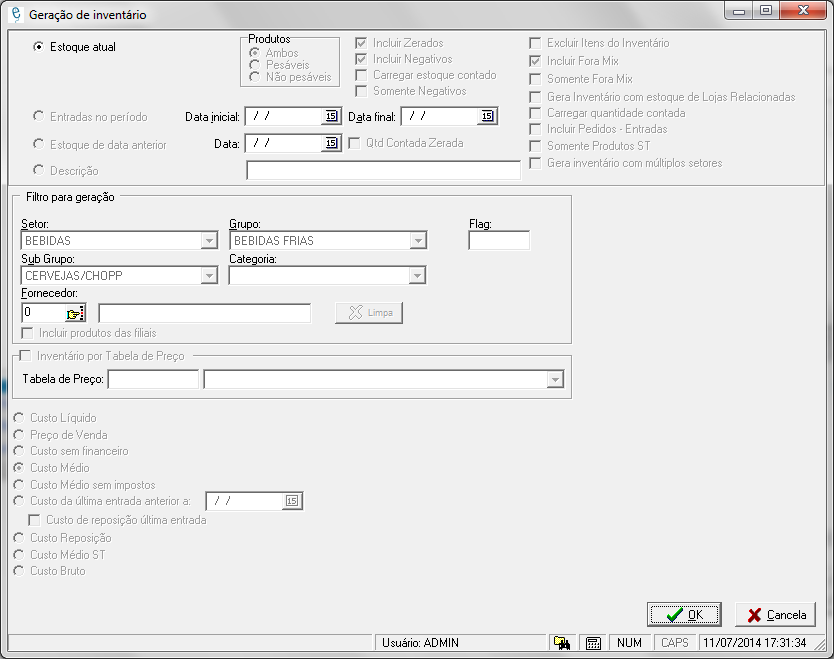 Geração de inventário
Estoque atual
Produtos
Ambos
Pesáveis
Não pesáveis
Incluir Zerados
Incluir Negativos
Carregar estoque contado
Somente Negativos
Excluir Itens do Inventário
Incluir Fora Mix
Somente Fora Mix
Gera Inventário com estoque de Lojas Relacionadas
Carregar quantidade contada
Incluir Pedidos - Entradas
Somente Produtos ST
Gera inventário com múltiplos setores
Entradas no período Data inicial: / / 15 Data final: / / 15
Estoque de data anterior Data: / / 15 Qtd Contada Zerada
Descrição
Filtro para geração
Setor: Grupo: Flag:
BEBIDAS BEBIDAS FRIAS
Sub Grupo: Categoria:
CERVEJAS/CHOPP
Fornecedor:
0 Limpa
Incluir produtos das filiais
Inventário por Tabela de Preço
Tabela de Preço:
Custo Líquido
Preço de Venda
Custo sem financeiro
Custo Médio
Custo Médio sem impostos
Custo da última entrada anterior a: / / 15
Custo de reposição última entrada
Custo Reposição
Custo Médio ST
Custo Bruto
OK Cancela
Usuário: ADMIN NUM CAPS 11/07/2014 17:31:34